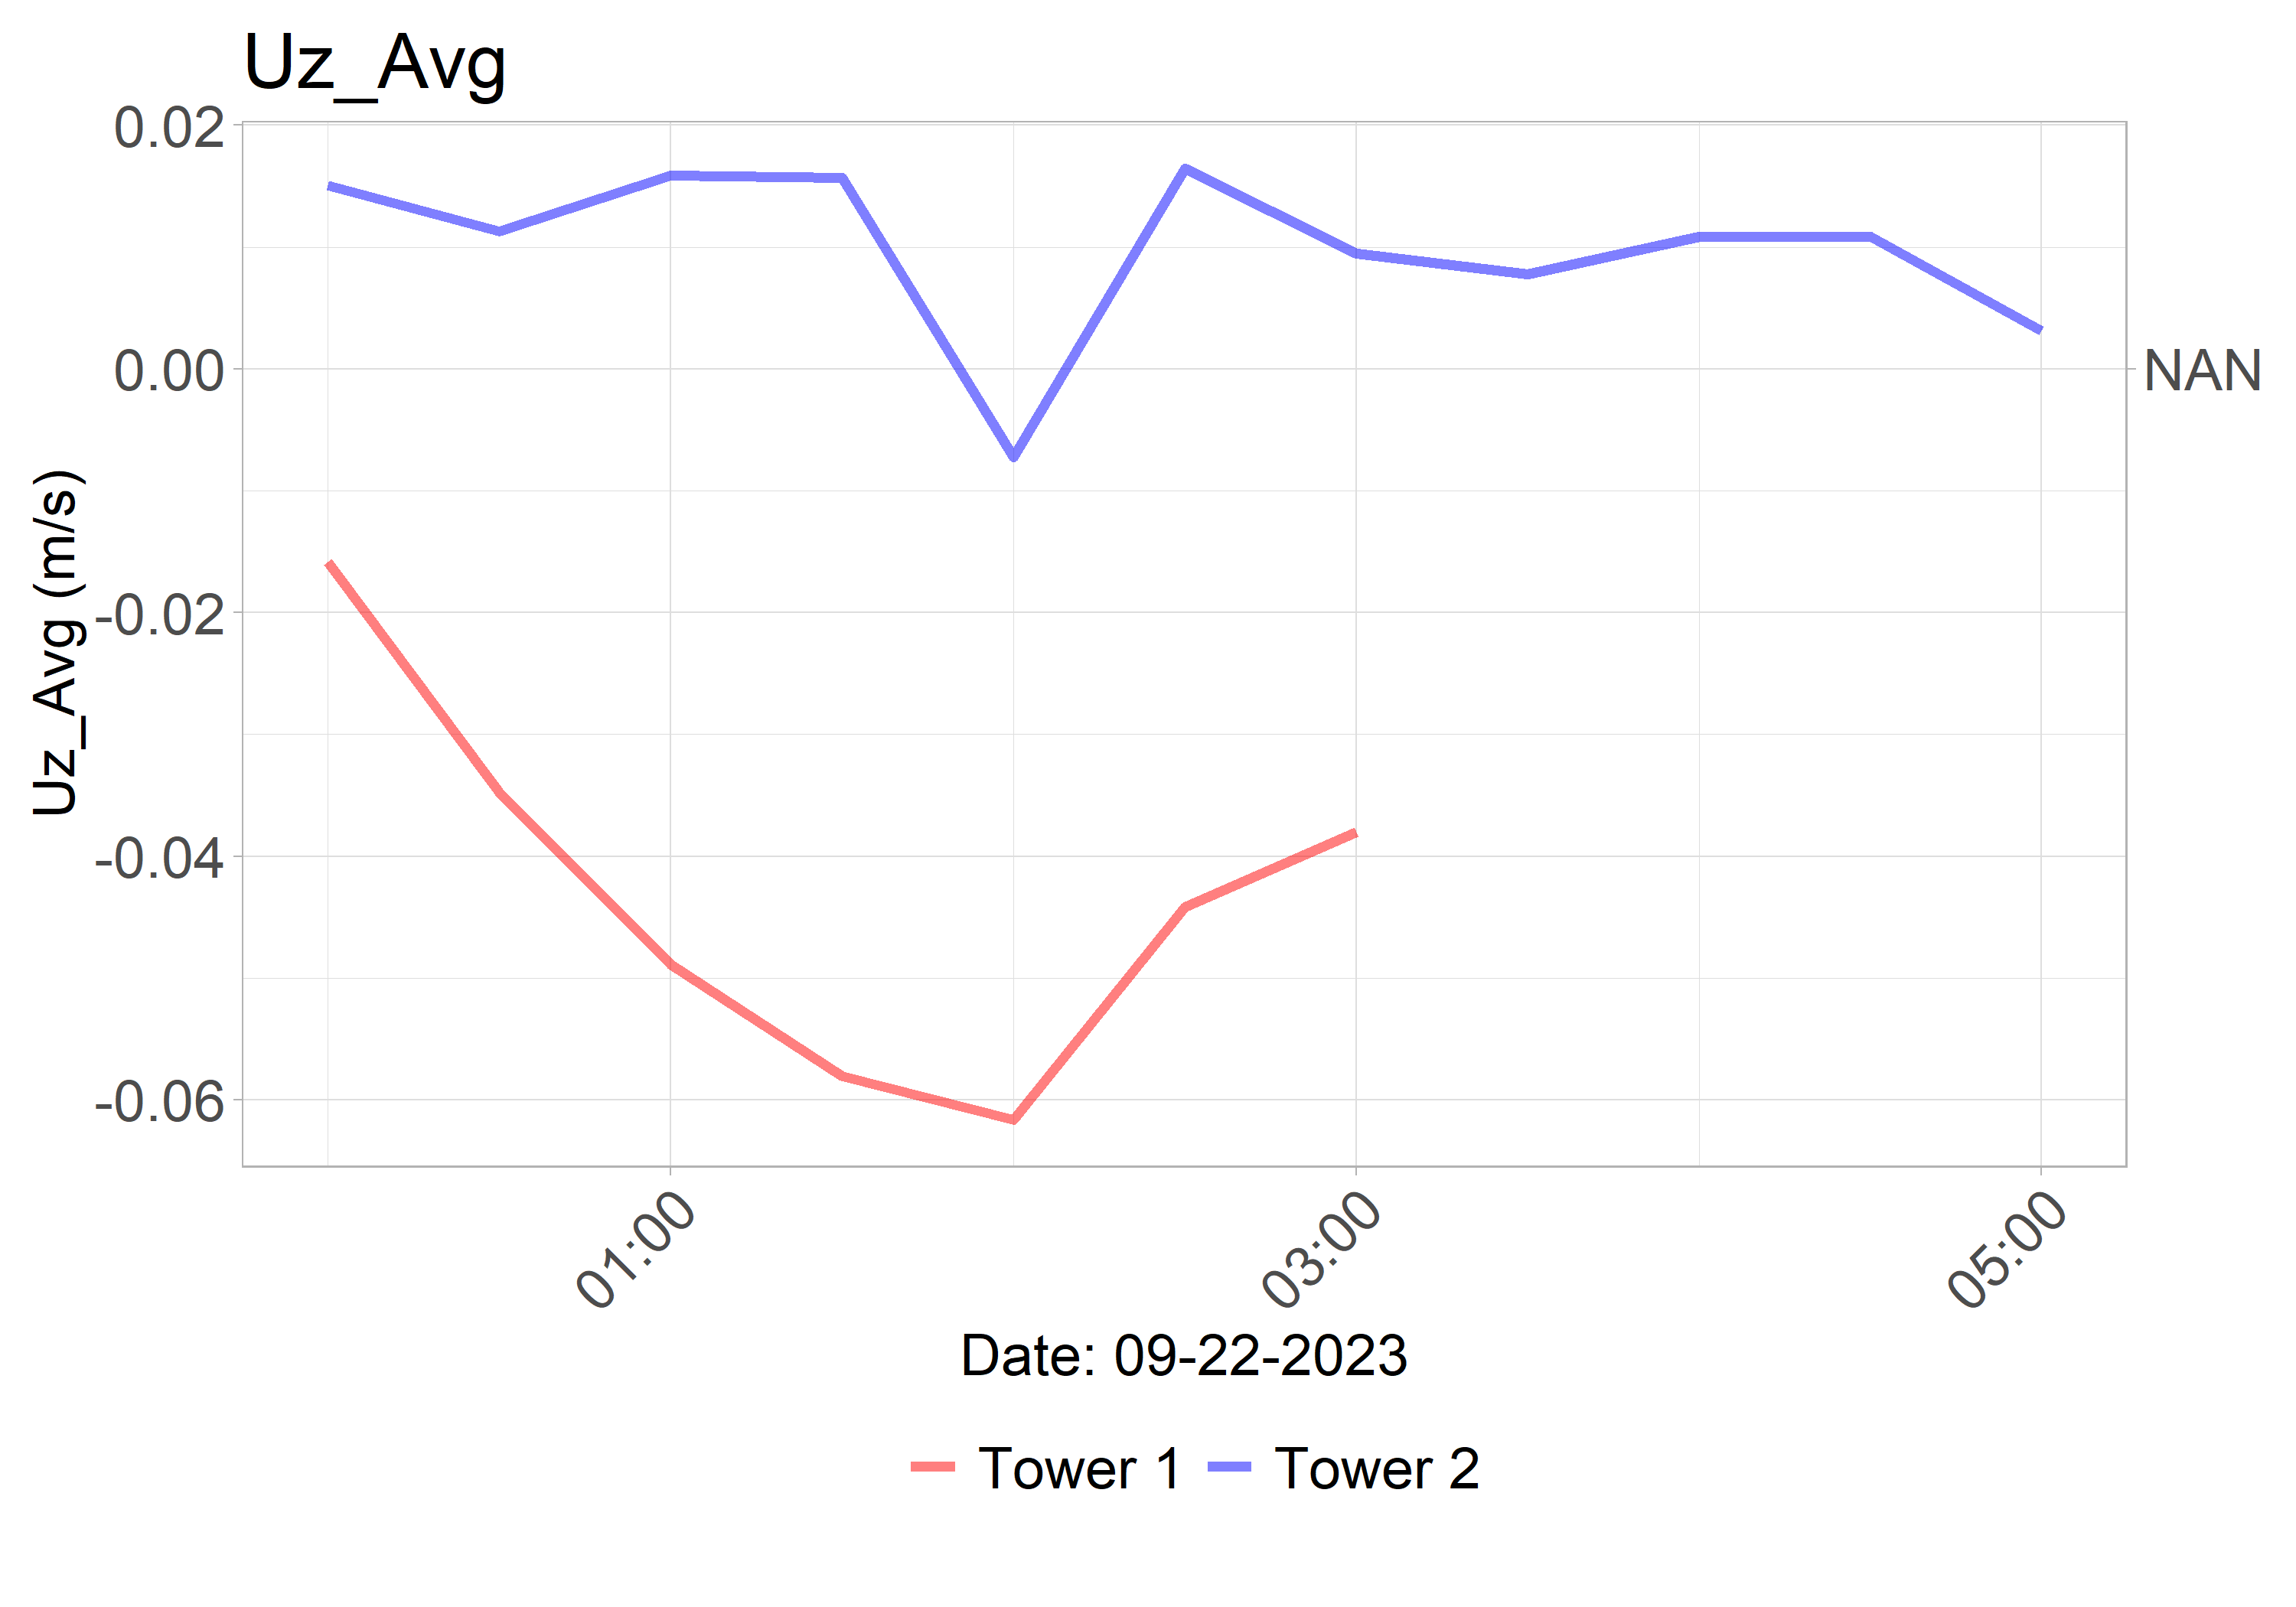 Uz_Avg
0.02
0.00
-0.02
-0.04
-0.06
Uz_Avg (m/s)
NAN
01:00
03:00
05:00
Date: 09-22-2023
Tower 1
Tower 2